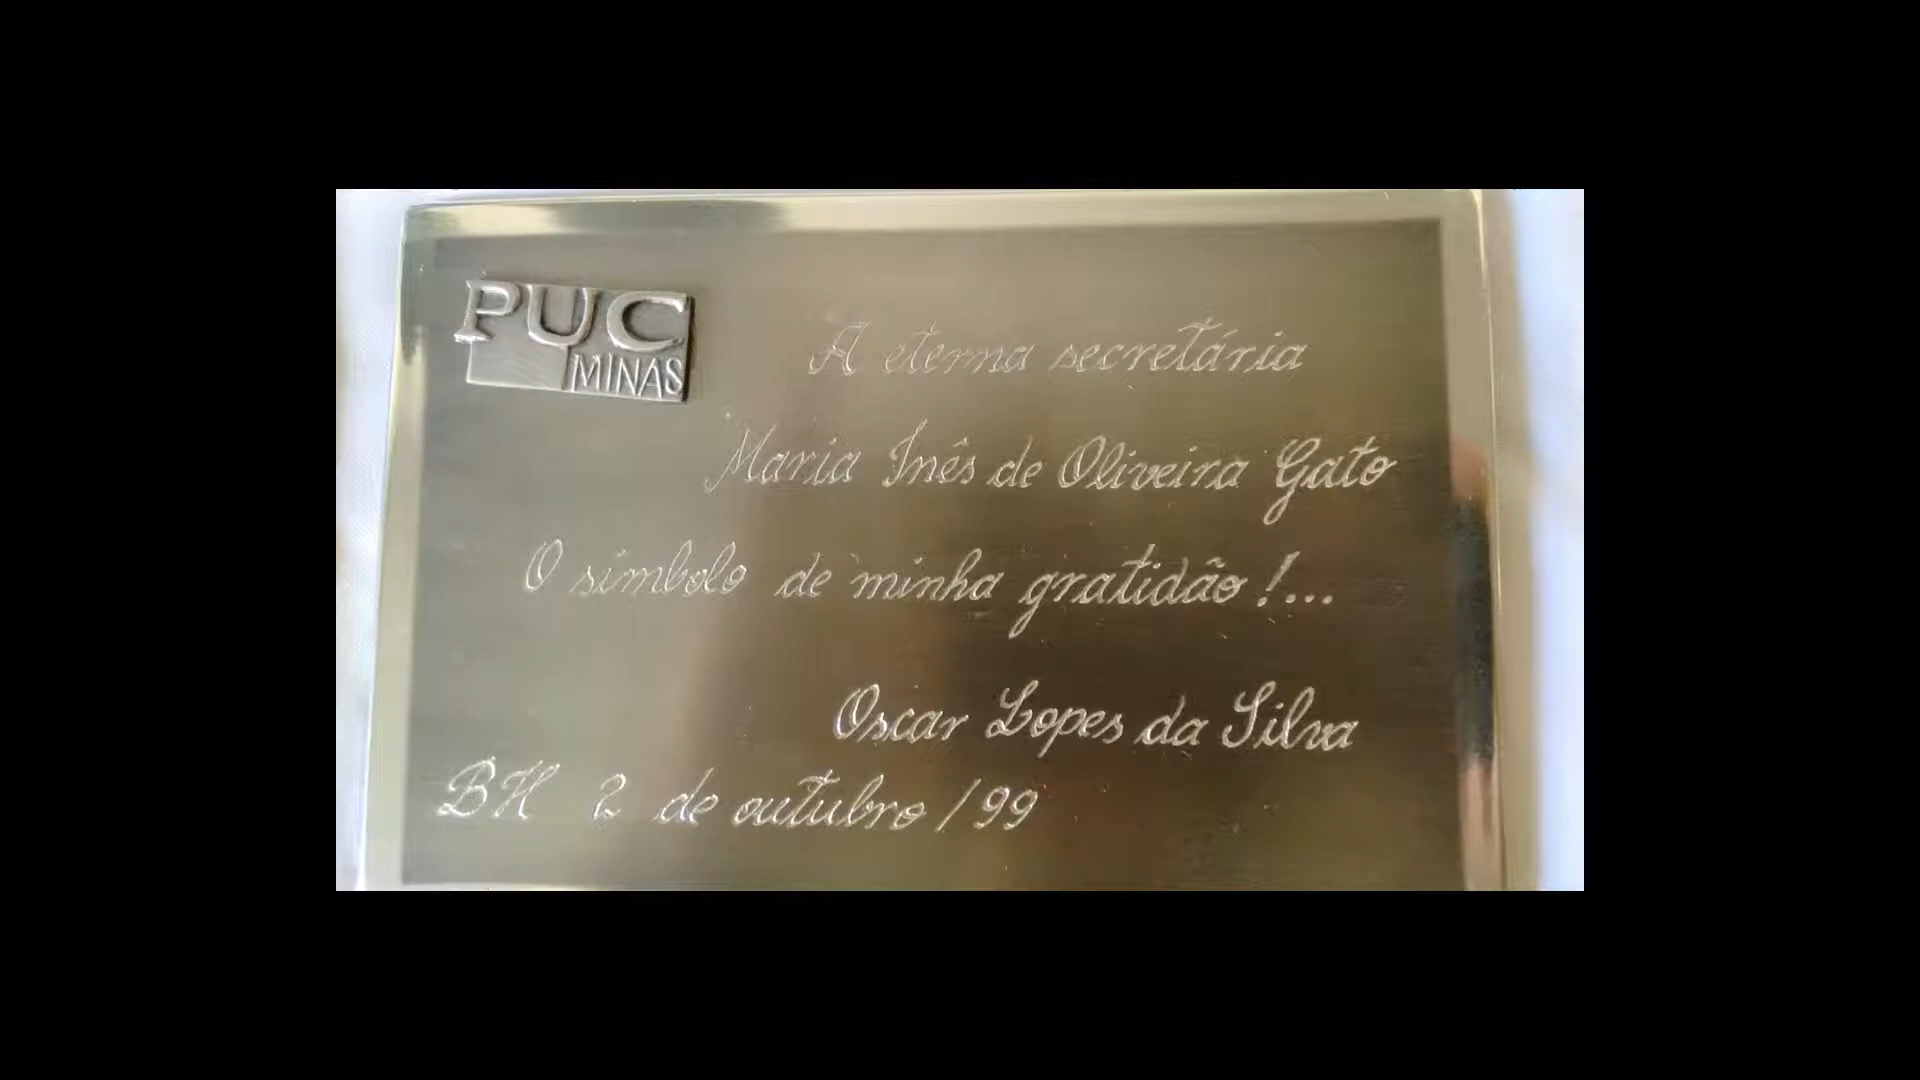 PUC
MINAS
A eterna secretária
Maria Inês de Oliveira Gato
O símbolo de minha gratidão!...
Oscar Lopes da Silva
BH 2 de outubro/99